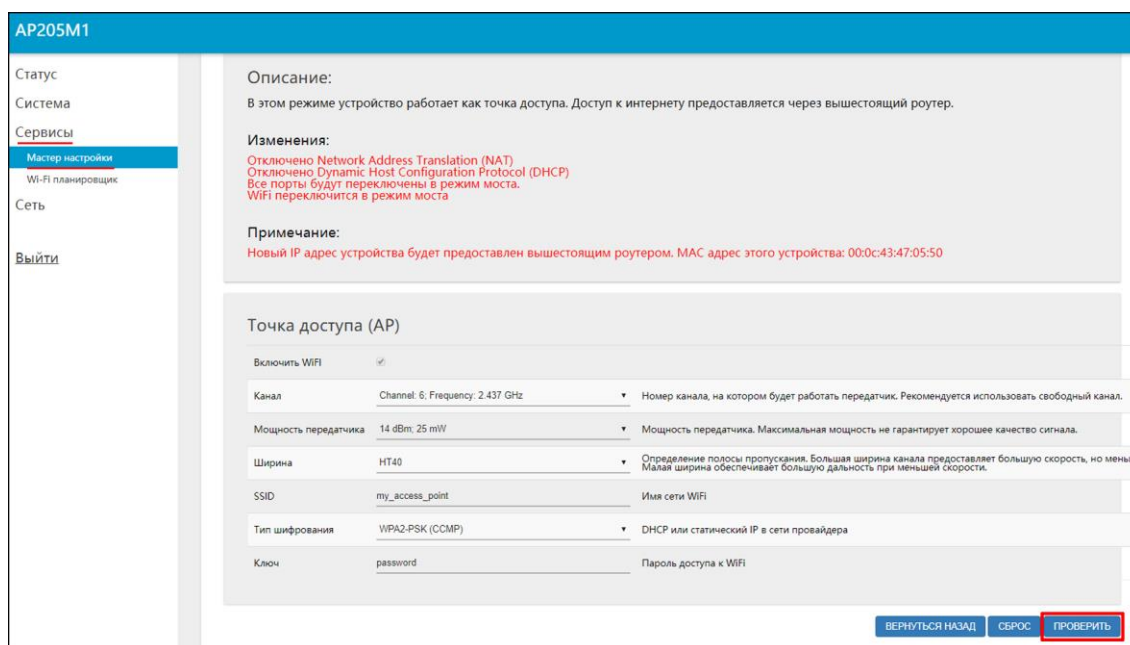 AP205M1
Статус
Система
Сервисы
Мастер настройки
Wi-Fi планировщик
Сеть
Выйти
Описание:
В этом режиме устройство работает как точка доступа. Доступ к интернету предоставляется через вышестоящий роутер.
Изменения:
Отключено Network Address Translation (NAT)
Отключено Dynamic Host Configuration Protocol (DHCP)
Все порты будут переключены в режим моста.
WiFi переключится в режим моста
Примечание:
Новый IP адрес устройства будет предоставлен вышестоящим роутером. MAC адрес этого устройства: 00:0c:43:47:05:50
Точка доступа (AP)
Включить WiFi
Канал Channel: 6; Frequency: 2.437 GHz Номер канала, на котором будет работать передатчик. Рекомендуется использовать свободный канал.
Мощность передатчика 14 dBm; 25 mW Мощность передатчика. Максимальная мощность не гарантирует хорошее качество сигнала.
Ширина HT40 Определение полосы пропускания. Большая ширина канала предоставляет большую скорость, но мень
Малая ширина обеспечивает большую дальность при меньшей скорости.
SSID my_access_point Имя сети WiFi
Тип шифрования WPA2-PSK (CCMP) DHCP или статический IP в сети провайдера
Ключ password Пароль доступа к WiFi
ВЕРНУТЬСЯ НАЗАД СБРОС ПРОВЕРИТЬ